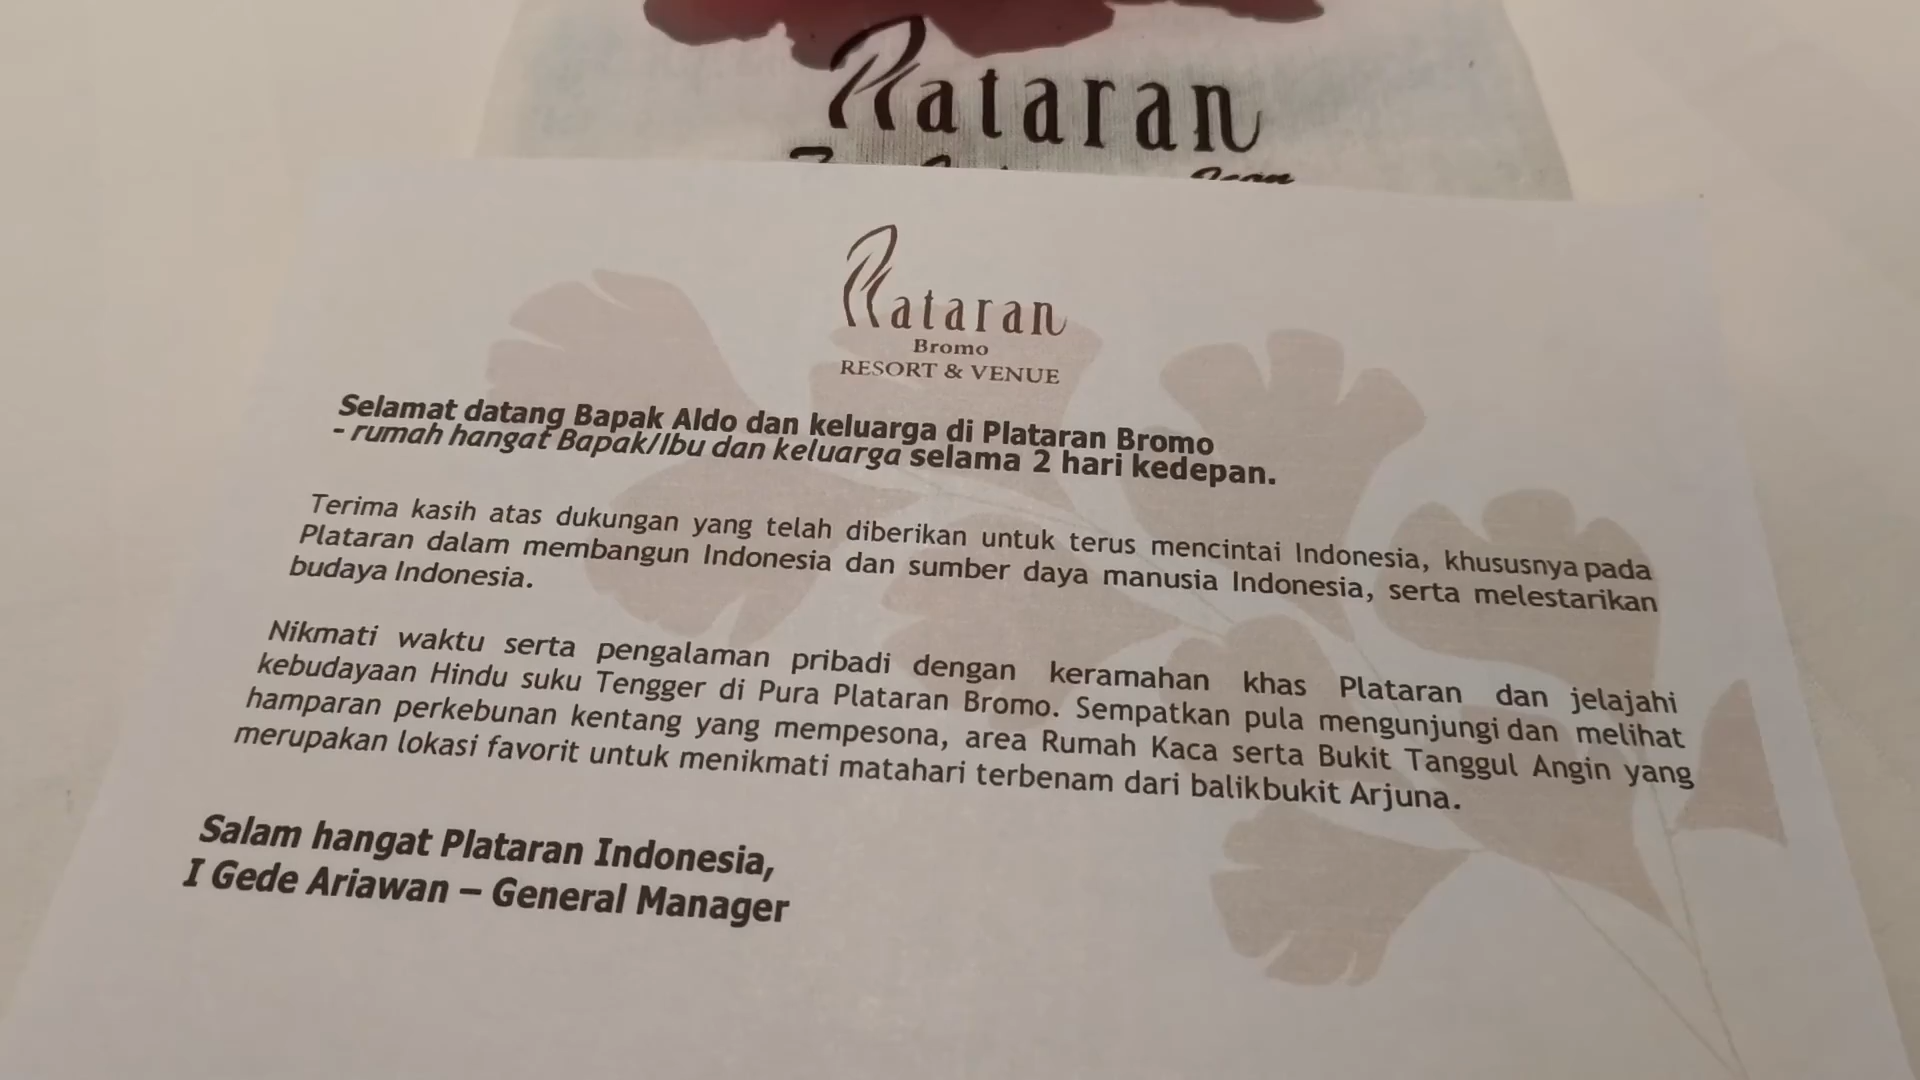 Plataran
Plataran
Bromo
RESORT & VENUE
Selamat datang Bapak Aldo dan keluarga di Plataran Bromo
- rumah hangat Bapak/Ibu dan keluarga selama 2 hari kedepan.
Terima kasih atas dukungan yang telah diberikan untuk terus mencintai Indonesia, khususnya pada
Plataran dalam membangun Indonesia dan sumber daya manusia Indonesia, serta melestarikan
budaya Indonesia.
Nikmati waktu serta pengalaman pribadi dengan keramahan khas Plataran dan jelajahi
kebudayaan Hindu suku Tengger di Pura Plataran Bromo. Sempatkan pula mengunjungi dan melihat
hamparan perkebunan kentang yang mempesona, area Rumah Kaca serta Bukit Tanggul Angin yang
merupakan lokasi favorit untuk menikmati matahari terbenam dari balikbukit Arjuna.
Salam hangat Plataran Indonesia,
I Gede Ariawan – General Manager